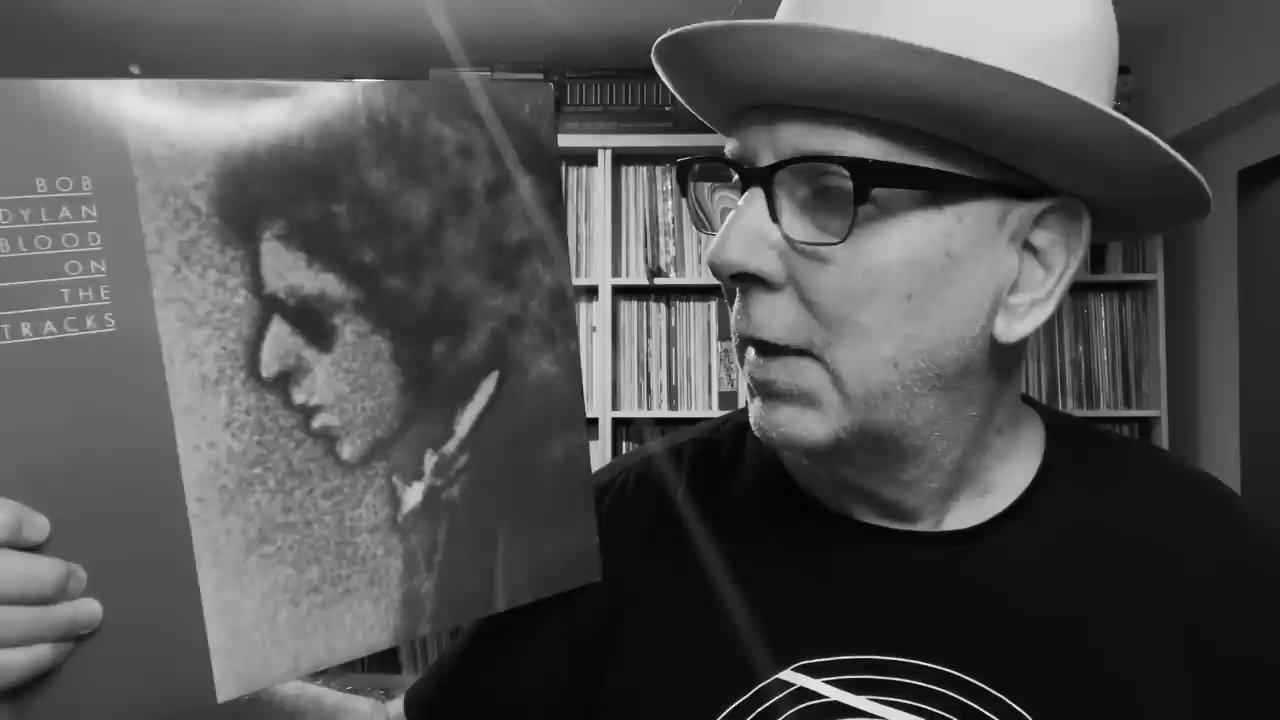 BOB
DYLAN
BLOOD
ON
THE
TRACKS